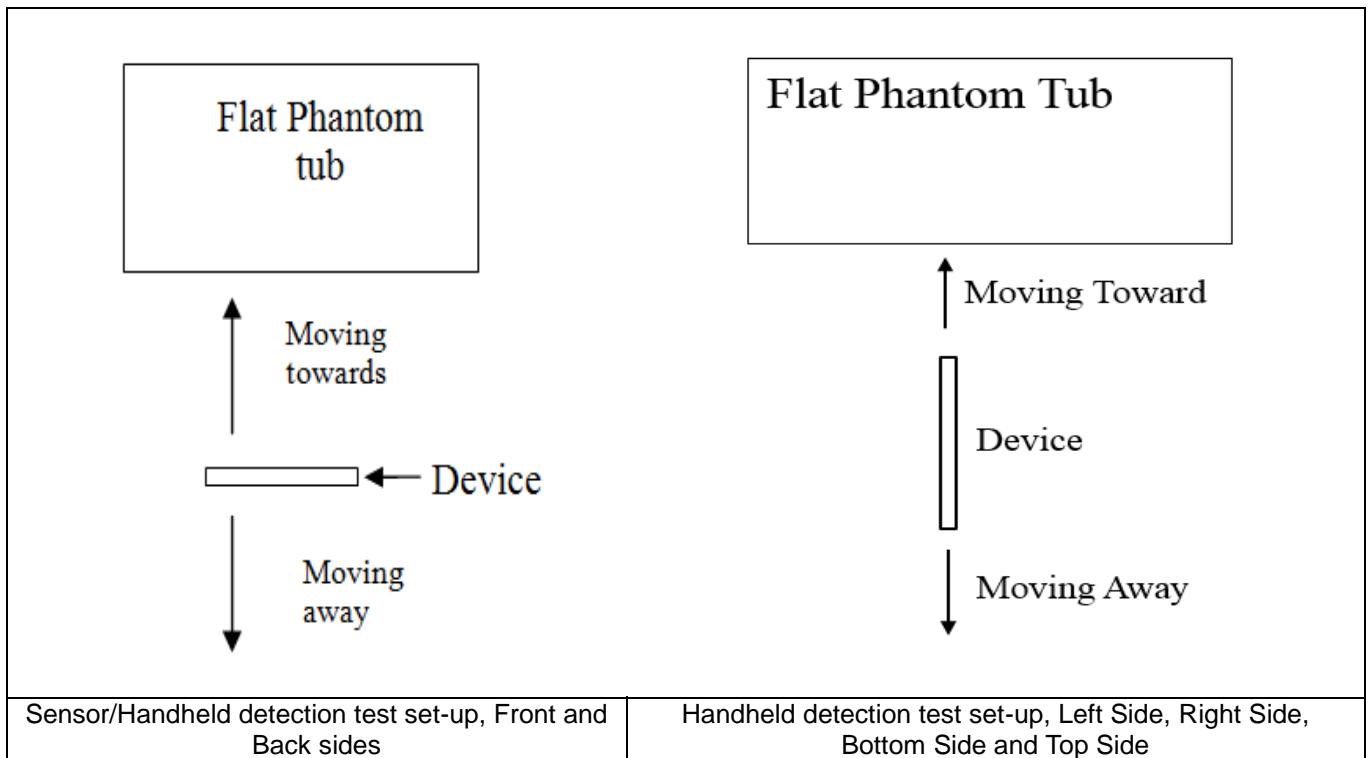 Flat Phantom
tub
Moving
towards
Device
Moving
away
Flat Phantom Tub
Moving Toward
Device
Moving Away
Sensor/Handheld detection test set-up, Front and
Back sides
Handheld detection test set-up, Left Side, Right Side,
Bottom Side and Top Side